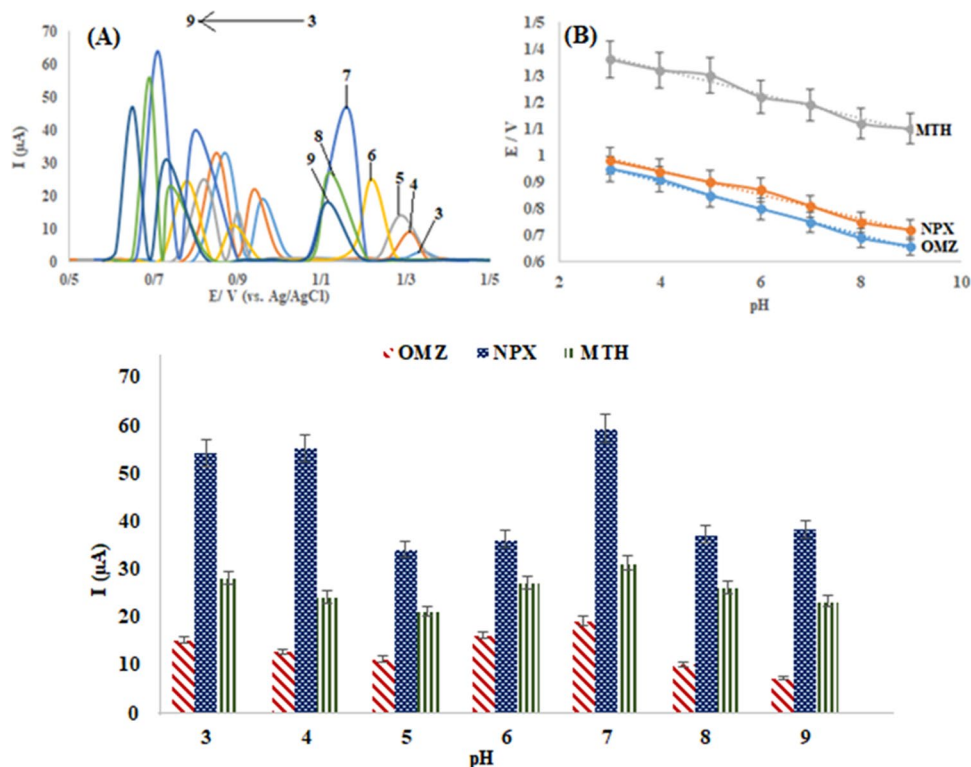 (A)
9 3
70
60
50
40
30
20
10
0
I (µA)
7
8
9
6
5
4
3
0/5 0/7 0/9 1/1 1/3 1/5
E/ V (vs. Ag/AgCl)
(B)
1/5
1/4
1/3
1/2
1/1
1
0/9
0/8
0/7
0/6
E / V
MTH
NPX
OMZ
2 4 6 8 10
pH
OMZ NPX MTH
70
60
50
40
30
20
10
0
I (µA)
3 4 5 6 7 8 9
pH